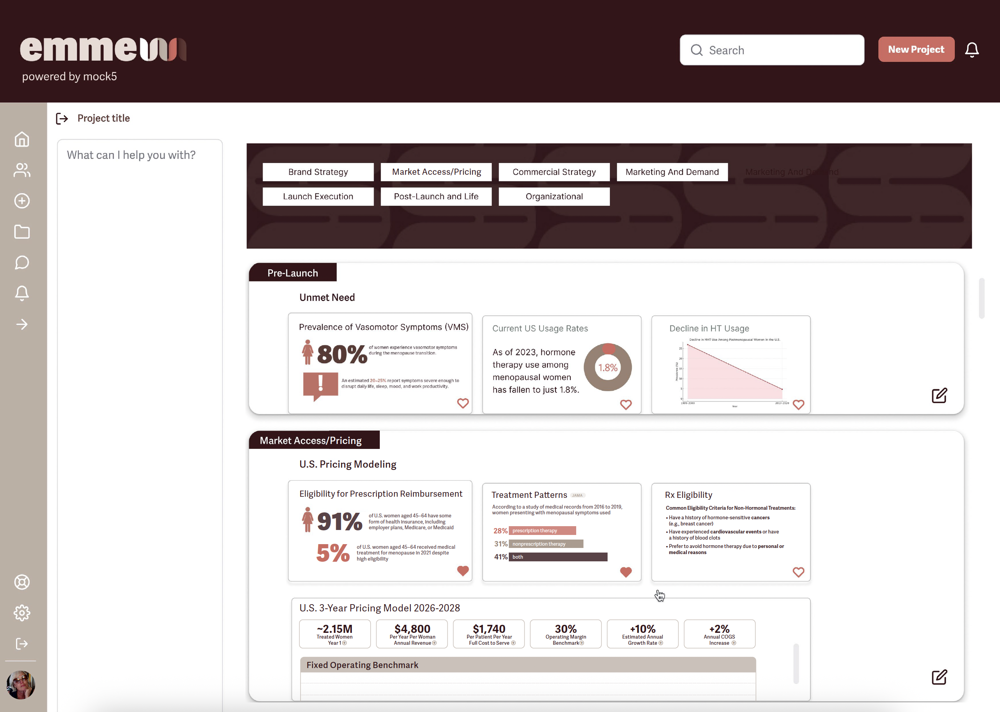 emme
powered by mock5
Search
New Project
Project title
What can I help you with?
Brand Strategy
Market Access/Pricing
Commercial Strategy
Marketing And Demand
Launch Execution
Post-Launch and Life
Organizational
Pre-Launch
Unmet Need
Prevalence of Vasomotor Symptoms (VMS)
80%
of women experience vasomotor symptoms
during the menopause transition.
!
An estimated 20–25% report symptoms severe enough to
disrupt daily life, sleep, mood, and work productivity.
Current US Usage Rates
As of 2023, hormone
therapy use among
menopausal women
has fallen to just 1.8%.
1.8%
Decline in HT Usage
Decline in MHT Use Among Postmenopausal Women in the U.S.
Prevalence (%)
25
20
15
10
5
0
1999-2000
2017-2020
Year
Market Access/Pricing
U.S. Pricing Modeling
Eligibility for Prescription Reimbursement
91%
of U.S. women aged 45–64 have some
form of health insurance, including
employer plans, Medicare, or Medicaid
5%
of U.S. women aged 45–64 received medical
treatment for menopause in 2021 despite
high eligibility
Treatment Patterns JAMA
According to a study of medical records from 2016 to 2019,
women presenting with menopausal symptoms used
28% prescription therapy
31% nonprescription therapy
41% both
Rx Eligibility
Common Eligibility Criteria for Non-Hormonal Treatments:
• Have a history of hormone-sensitive cancers
(e.g., breast cancer)
• Have experienced cardiovascular events or have
a history of blood clots
• Prefer to avoid hormone therapy due to personal or
medical reasons
U.S. 3-Year Pricing Model 2026-2028
~2.15M
Treated Women
Year 1
$4,800
Per Year Per Woman
Annual Revenue
$1,740
Per Patient Per Year
Full Cost to Serve
30%
Operating Margin
Benchmark
+10%
Estimated Annual
Growth Rate
+2%
Annual COGS
Increase
Fixed Operating Benchmark